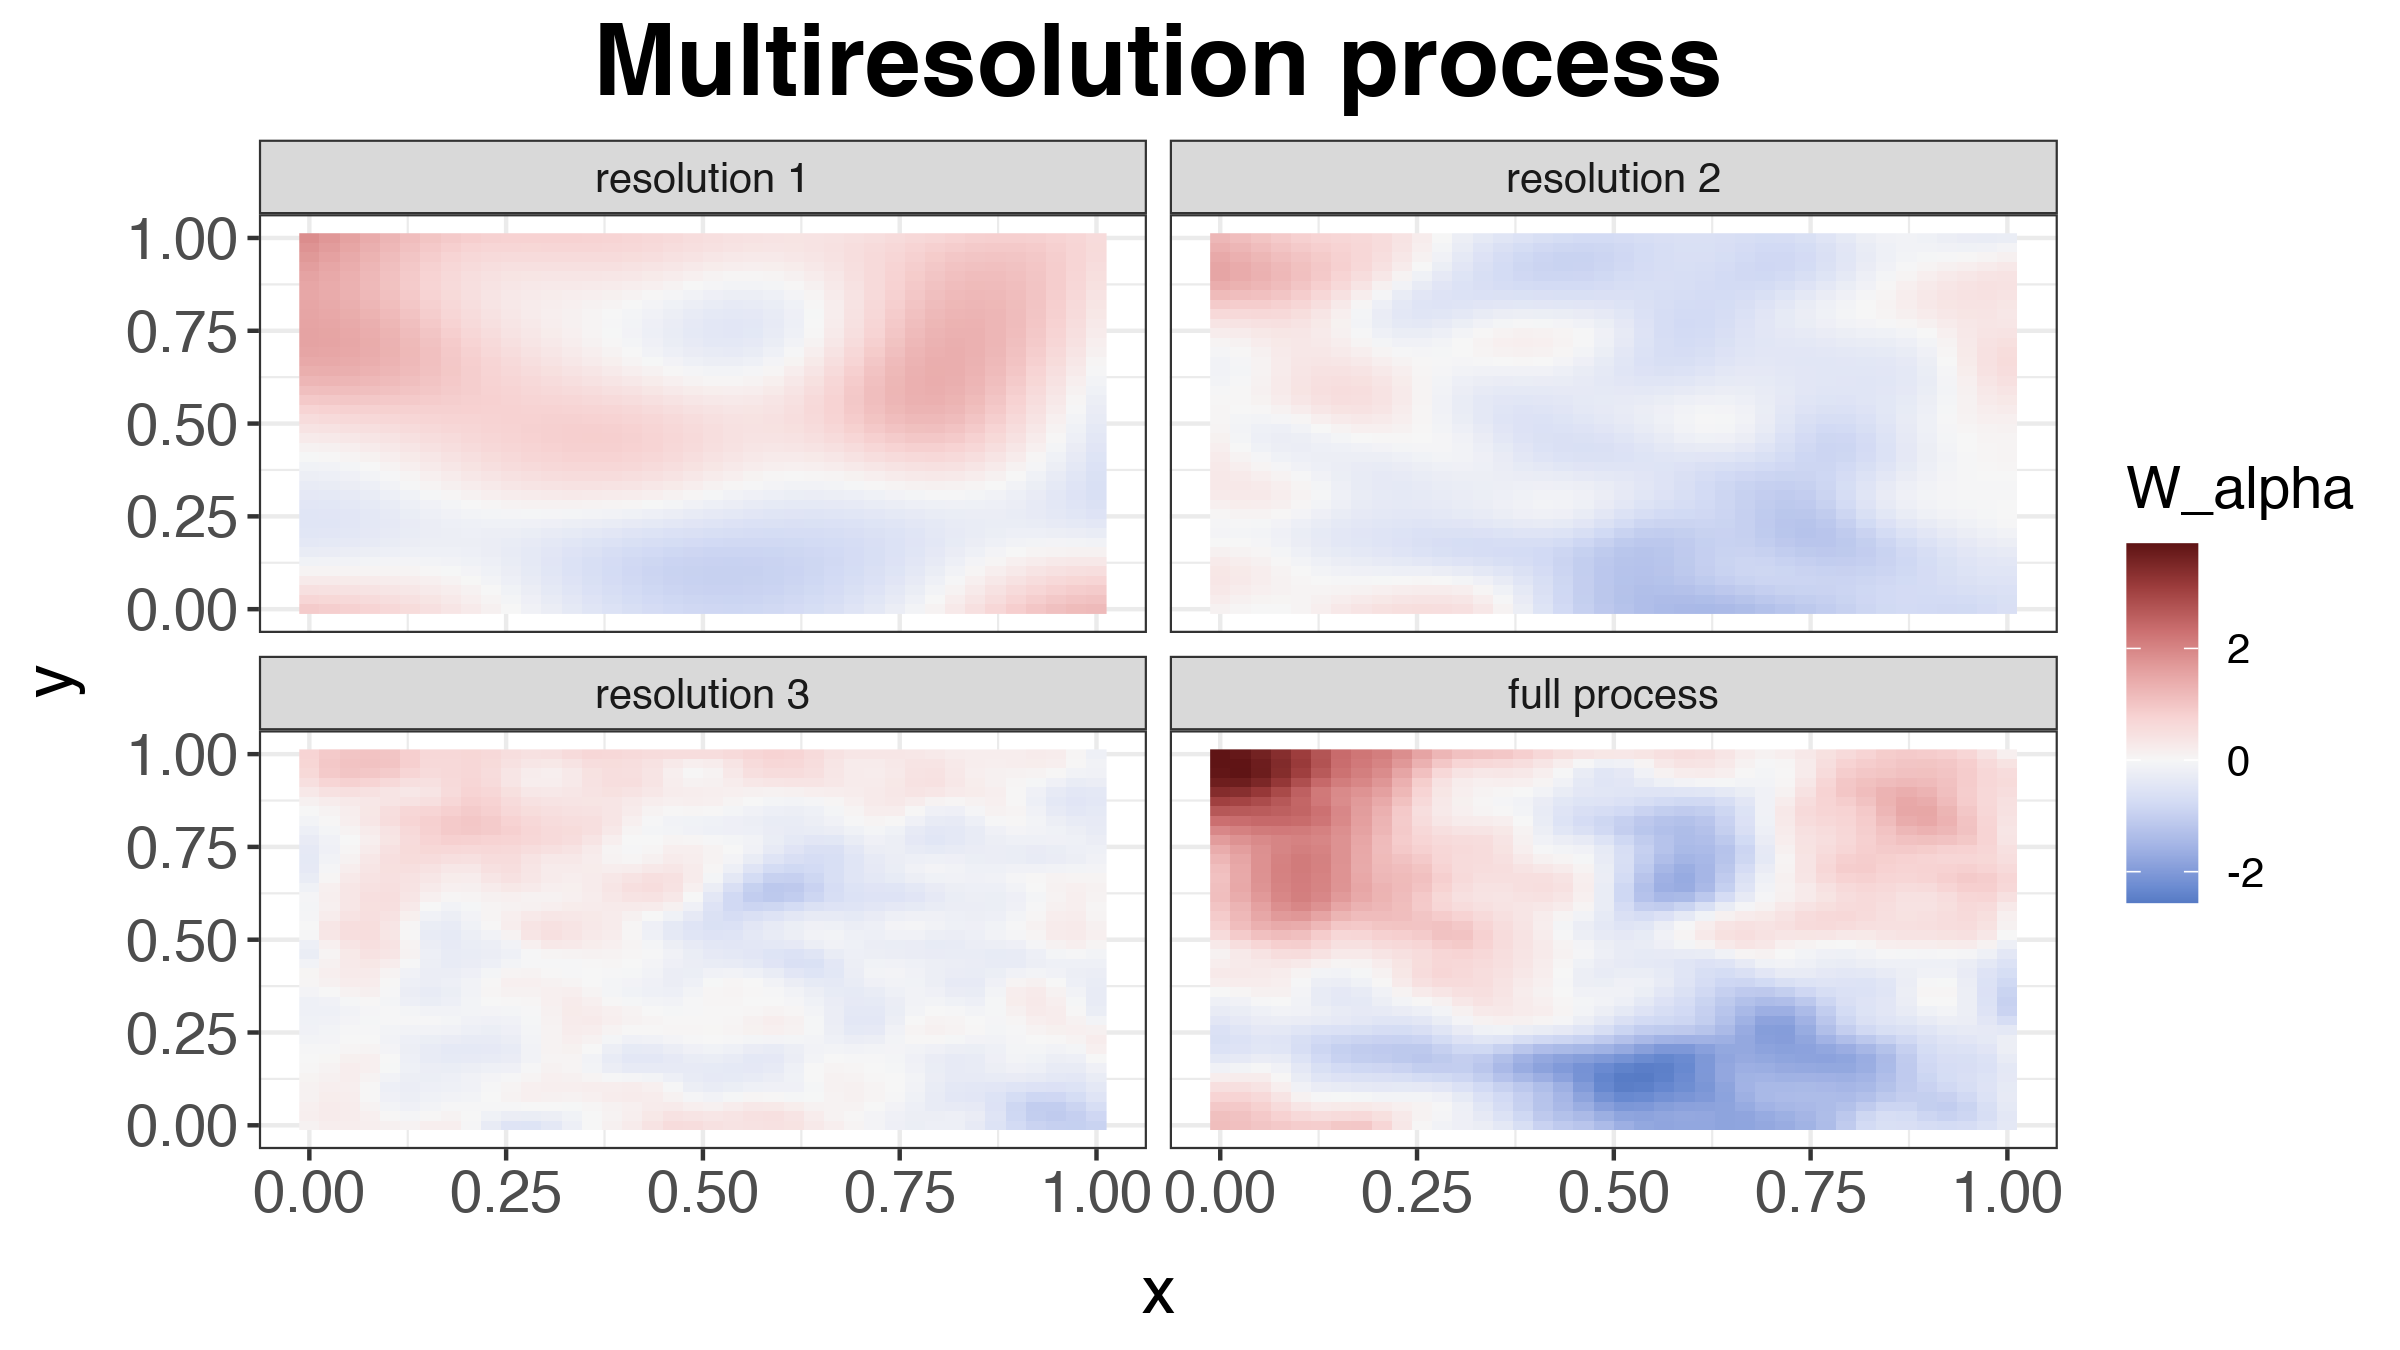 Multiresolution process
resolution 1
resolution 2
1.00
0.75
0.50
0.25
0.00
resolution 3
full process
1.00
0.75
0.50
0.25
0.00
0.00 0.25 0.50 0.75 1.00
0.00 0.25 0.50 0.75 1.00
x
y
W_alpha
2
0
-2